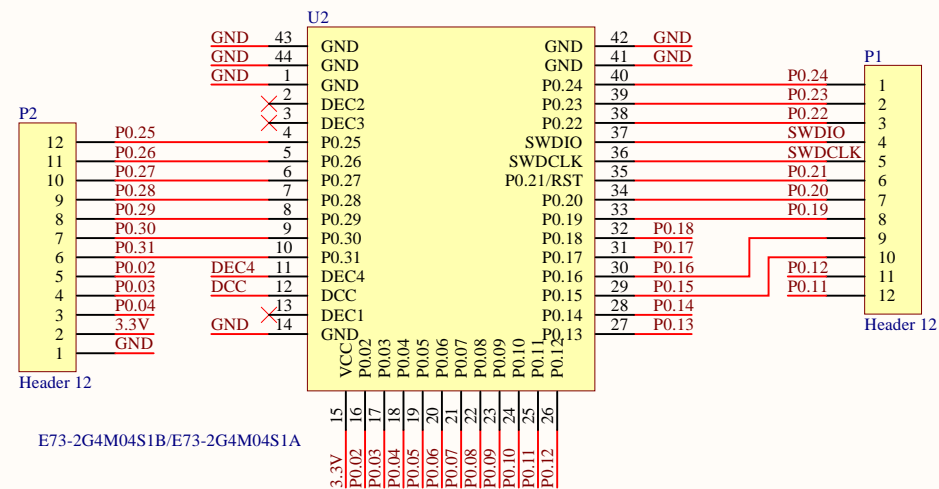 U2
GND 43 GND GND 42 GND
GND 44 GND GND 41 GND
GND 1 GND P0.24 40 P0.24
2 DEC2 P0.23 39 P0.23
3 DEC3 P0.22 38 P0.22
P0.25 4 P0.25 SWDIO 37 SWDIO
P0.26 5 P0.26 SWDCLK 36 SWDCLK
P0.27 6 P0.27 P0.21/RST 35 P0.21
P0.28 7 P0.28 P0.20 34 P0.20
P0.29 8 P0.29 P0.19 33 P0.19
P0.30 9 P0.30 P0.18 32 P0.18
P0.31 10 P0.31 P0.17 31 P0.17
DEC4 11 DEC4 P0.16 30 P0.16
DCC 12 DCC P0.15 29 P0.15
13 DEC1 P0.14 28 P0.14
GND 14 GND P0.13 27 P0.13
VCC P0.02 P0.03 P0.04 P0.05 P0.06 P0.07 P0.08 P0.09 P0.10 P0.11 P0.12
15 16 17 18 19 20 21 22 23 24 25 26
3.3V P0.02 P0.03 P0.04 P0.05 P0.06 P0.07 P0.08 P0.09 P0.10 P0.11 P0.12
P2
12
11
10
9
8
7
6
5 P0.02
4 P0.03
3 P0.04
2 3.3V
1 GND
Header 12
P1
1
2
3
4
5
6
7
8
9
10
P0.12 11
P0.11 12
Header 12
E73-2G4M04S1B/E73-2G4M04S1A